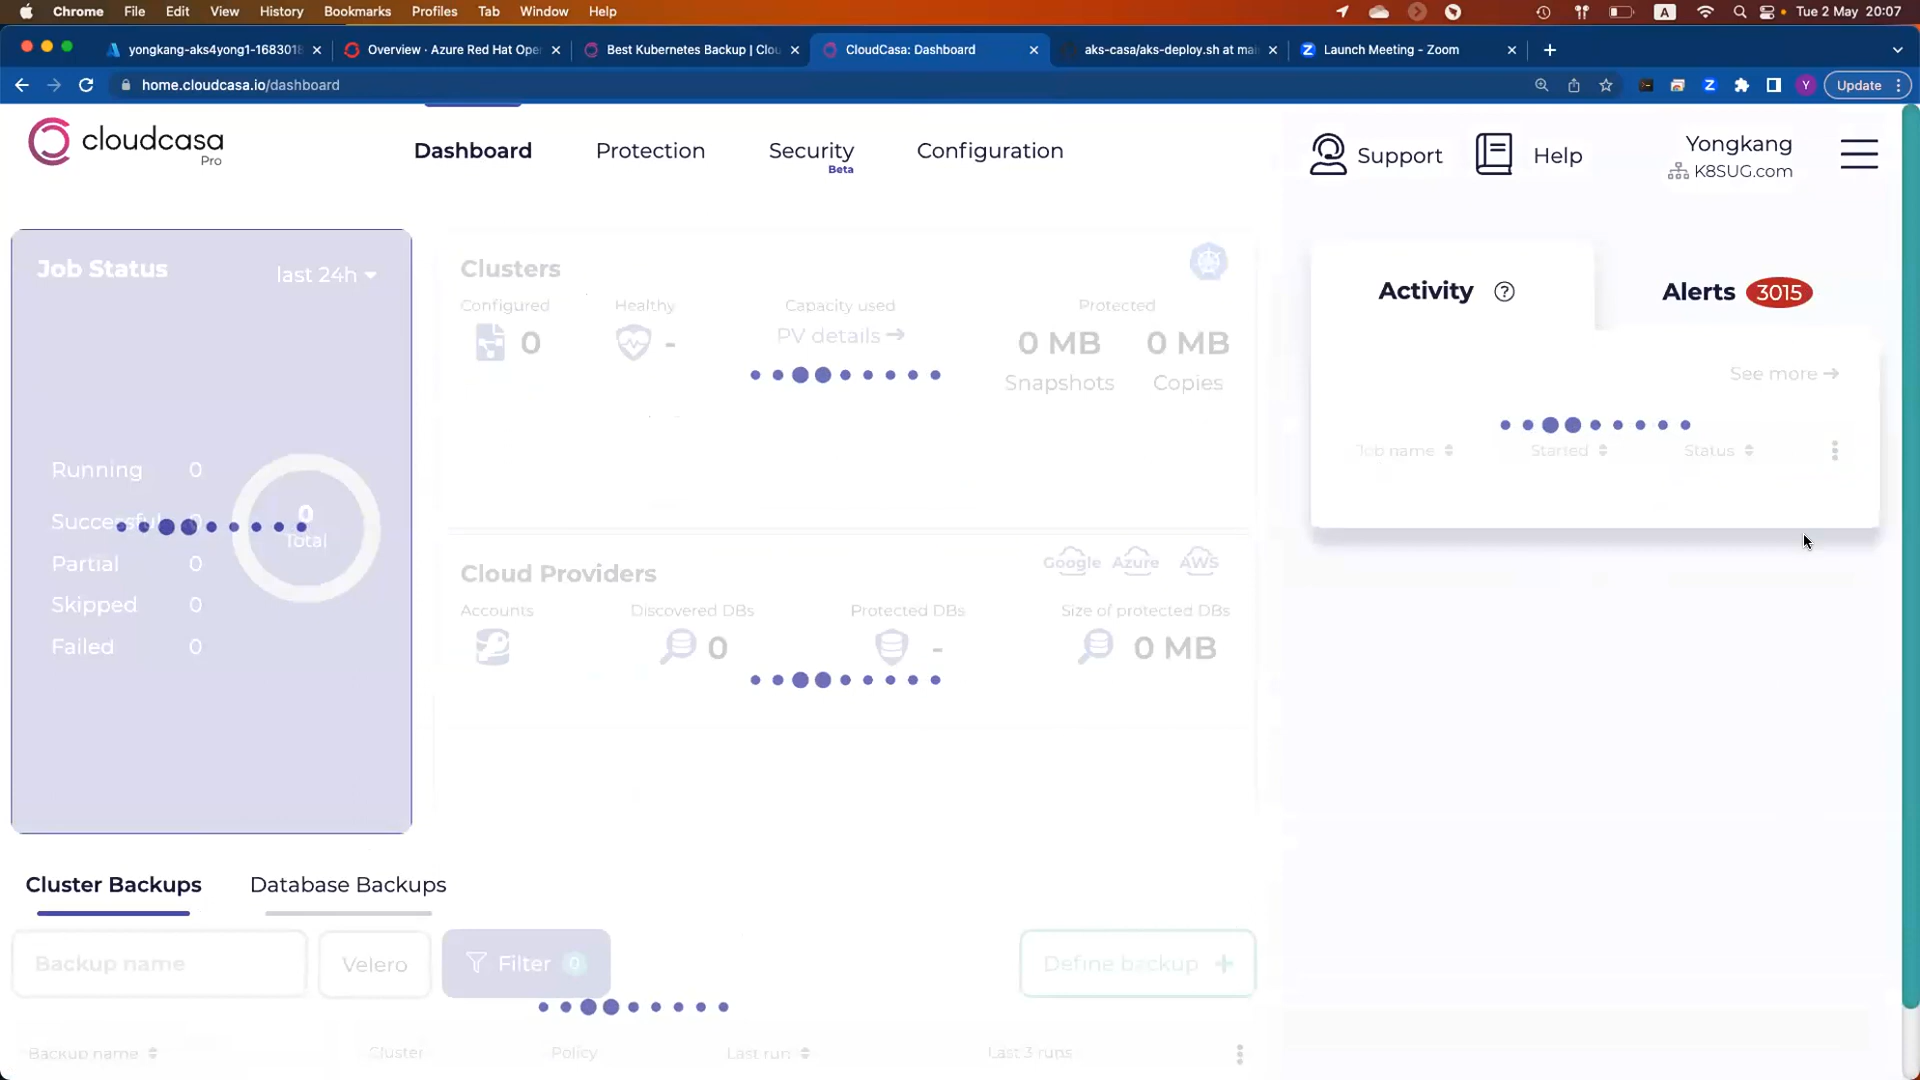 Chrome File Edit View History Bookmarks Profiles Tab Window Help
A Tue 2 May 20:07
yongkang-aks4yong1-1683018
Overview · Azure Red Hat Ope
Best Kubernetes Backup | Clou
CloudCasa: Dashboard
aks-casa/aks-deploy.sh at mai
Launch Meeting - Zoom
home.cloudcasa.io/dashboard
Y Update
cloudcasa
Pro
Dashboard
Protection
Security
Beta
Configuration
Support
Help
Yongkang
K8SUG.com
Job Status
last 24h
Running 0
Successful 0
Partial 0
Skipped 0
Failed 0
0
Total
Clusters
Configured
0
Healthy
-
Capacity used
PV details →
Protected
0 MB
Snapshots
0 MB
Copies
Cloud Providers
Google Azure AWS
Accounts
Discovered DBs
0
Protected DBs
-
Size of protected DBs
0 MB
Activity ?
Alerts 3015
See more →
Job name
Started
Status
Cluster Backups
Database Backups
Backup name
Velero
Filter 0
Define backup +
Backup name
Cluster
Policy
Last run
Last 3 runs